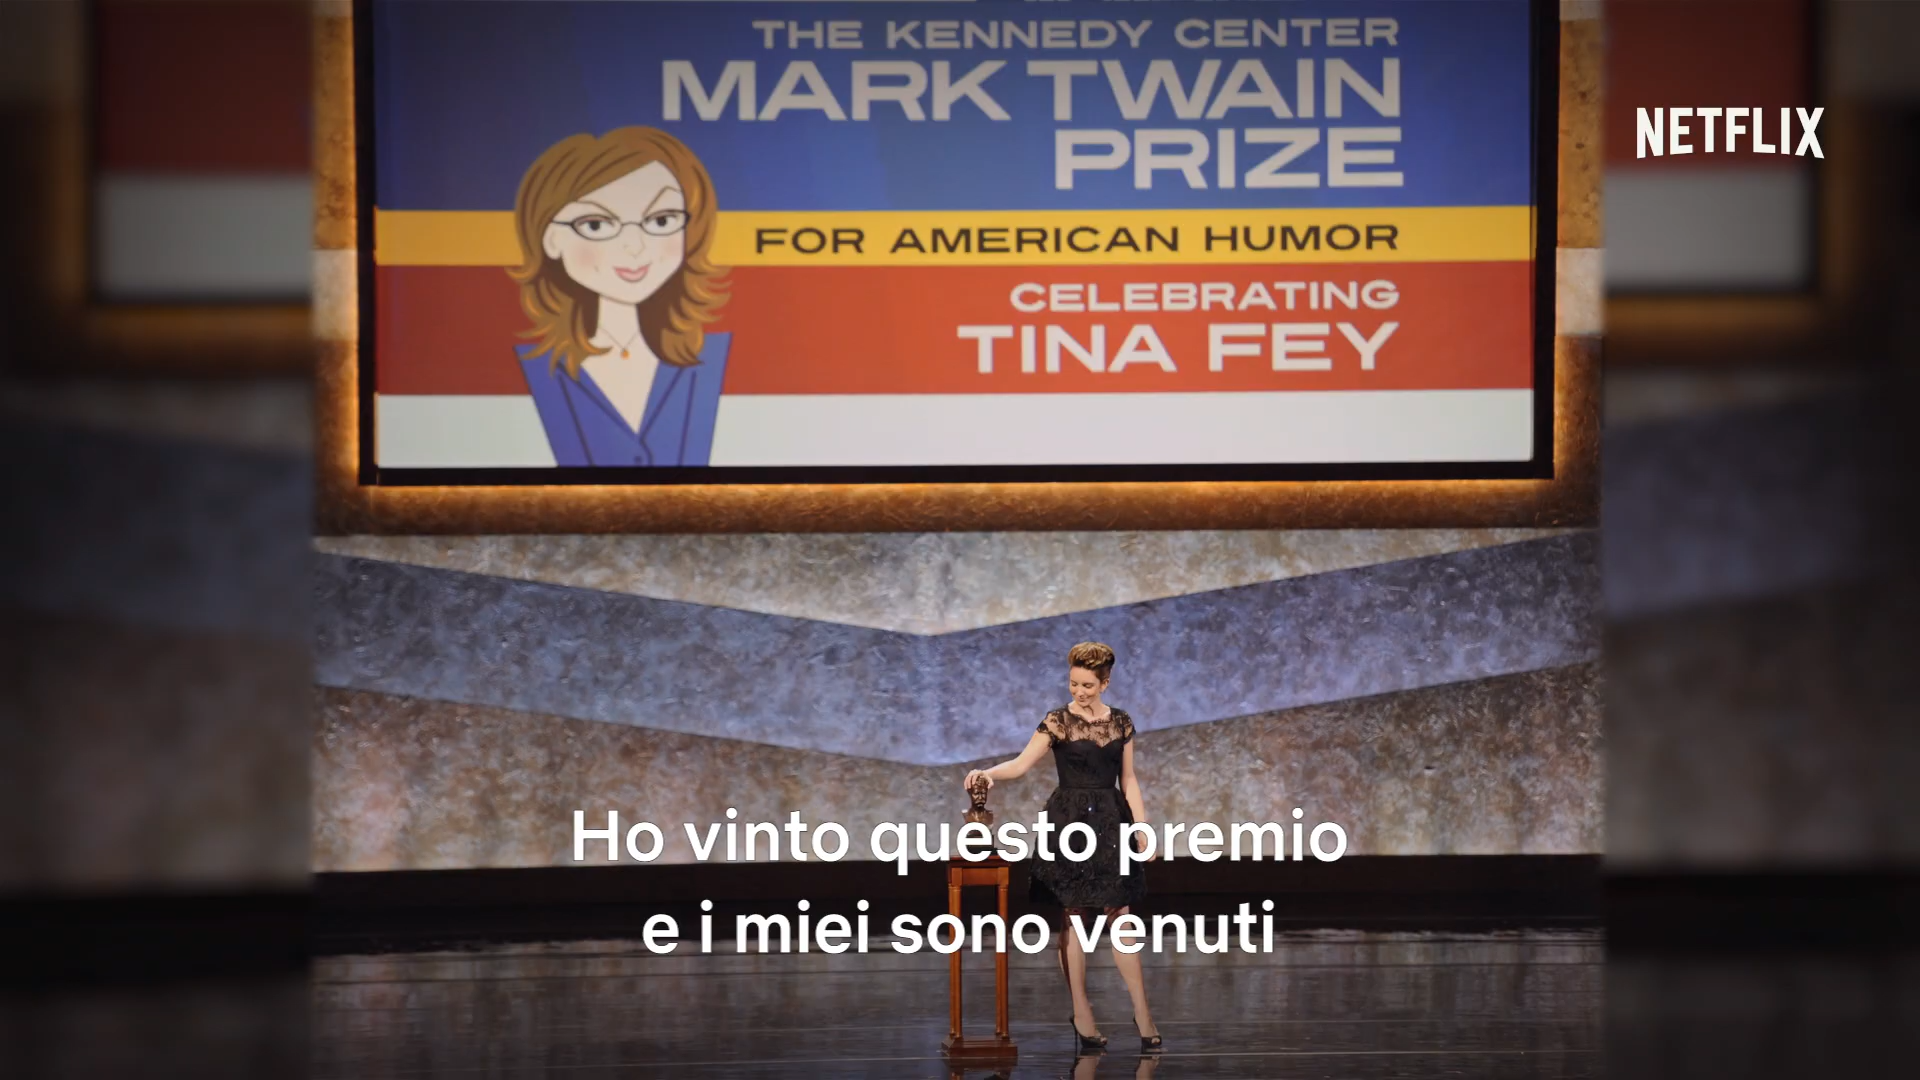 THE KENNEDY CENTER
MARK TWAIN
PRIZE
NETFLIX
FOR AMERICAN HUMOR
CELEBRATING
TINA FEY
Ho vinto questo premio
e i miei sono venuti